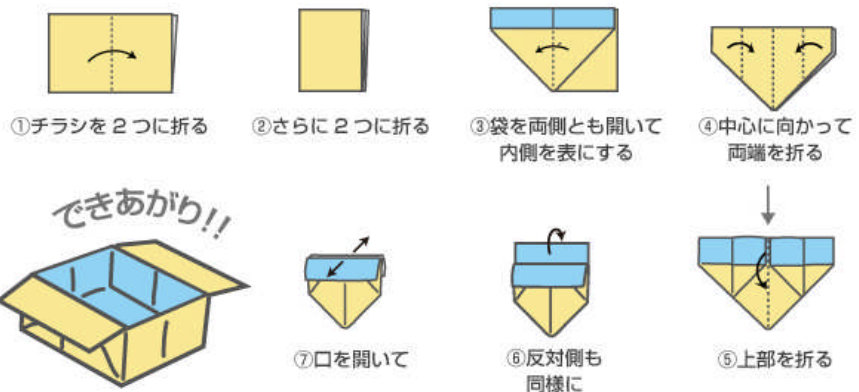 ①チラシを2つに折る
②さらに2つに折る
③袋を両側とも開いて
内側を表にする
④中心に向かって
両端を折る
⑤上部を折る
⑥反対側も
同様に
⑦口を開いて
できあがり!!